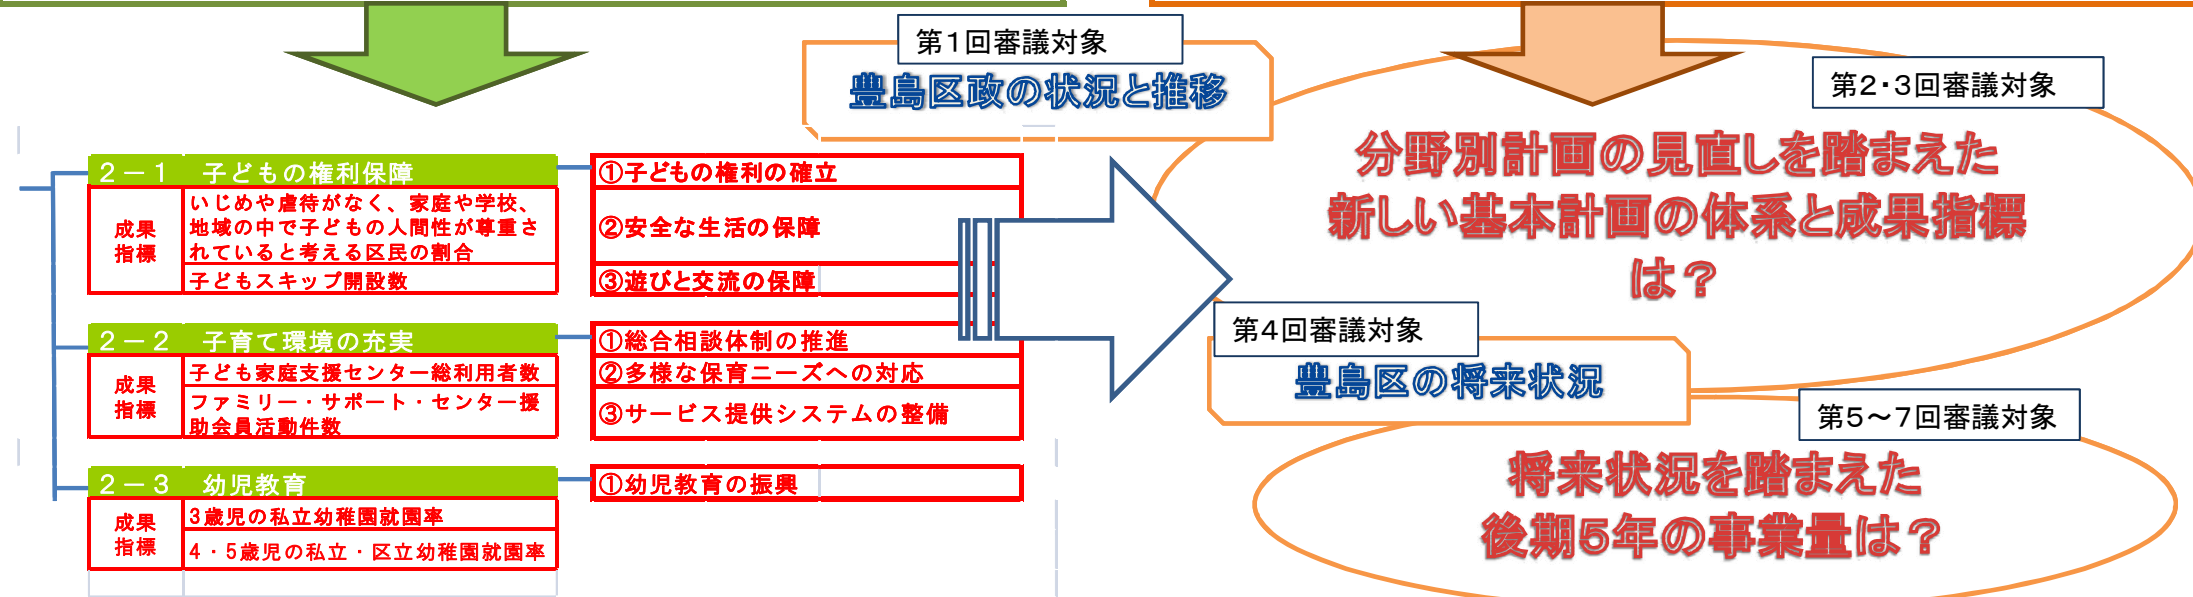 2－1 子どもの権利保障
成果
指標
いじめや虐待がなく、家庭や学校、
地域の中で子どもの人間性が尊重さ
れていると考える区民の割合
子どもスキップ開設数
①子どもの権利の確立
②安全な生活の保障
③遊びと交流の保障
2－2 子育て環境の充実
成果
指標
子ども家庭支援センター総利用者数
ファミリー・サポート・センター援
助会員活動件数
①総合相談体制の推進
②多様な保育ニーズへの対応
③サービス提供システムの整備
2－3 幼児教育
成果
指標
3歳児の私立幼稚園就園率
4・5歳児の私立・区立幼稚園就園率
①幼児教育の振興
第1回審議対象
豊島区政の状況と推移
第2・3回審議対象
分野別計画の見直しを踏まえた
新しい基本計画の体系と成果指標
は？
第4回審議対象
豊島区の将来状況
第5～7回審議対象
将来状況を踏まえた
後期5年の事業量は？